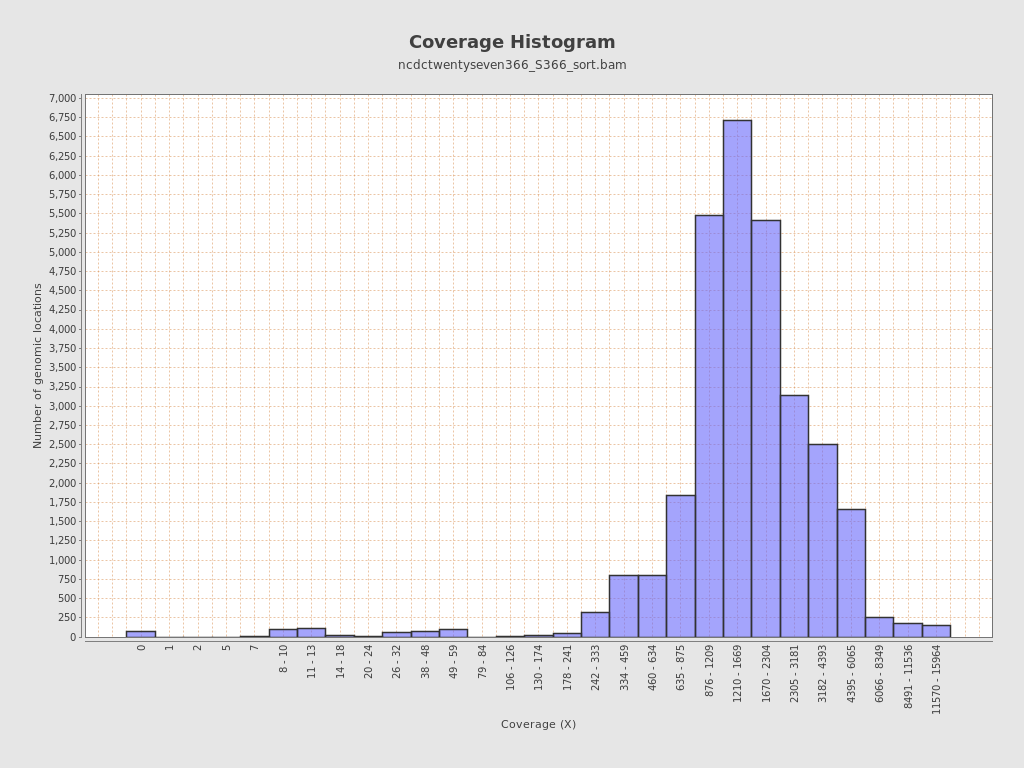 Coverage Histogram
ncdctwentyseven366_S366_sort.bam
Number of genomic locations
7,000
6,750
6,500
6,250
6,000
5,750
5,500
5,250
5,000
4,750
4,500
4,250
4,000
3,750
3,500
3,250
3,000
2,750
2,500
2,250
2,000
1,750
1,500
1,250
1,000
750
500
250
0
0
1
2
5
7
8 - 10
11 - 13
14 - 18
20 - 24
26 - 32
38 - 48
49 - 59
79 - 84
106 - 126
130 - 174
178 - 241
242 - 333
334 - 459
460 - 634
635 - 875
876 - 1209
1210 - 1669
1670 - 2304
2305 - 3181
3182 - 4393
4395 - 6065
6066 - 8349
8491 - 11536
11570 - 15964
Coverage (X)